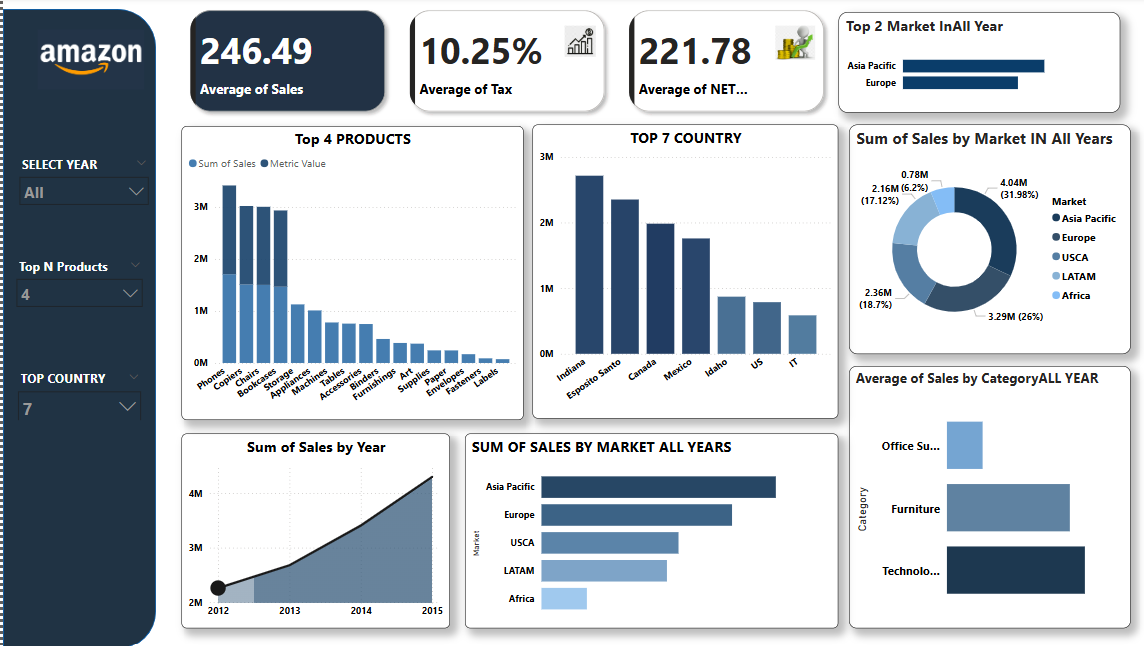 amazon
SELECT YEAR
All
Top N Products
4
TOP COUNTRY
7
246.49
Average of Sales
10.25%
Average of Tax
221.78
Average of NET...
Top 2 Market InAll Year
Asia Pacific
Europe
Top 4 PRODUCTS
Sum of Sales Metric Value
3M
2M
1M
0M
Phones
Copiers
Chairs
Bookcases
Storage
Appliances
Machines
Tables
Accessories
Binders
Furnishings
Art
Supplies
Paper
Envelopes
Fasteners
Labels
TOP 7 COUNTRY
3M
2M
1M
0M
Indiana
Esposito Santo
Canada
Mexico
Idaho
US
IT
Sum of Sales by Market IN All Years
0.78M
(6.2%)
2.16M
(17.12%)
4.04M
(31.98%)
2.36M
(18.7%)
3.29M (26%)
Market
Asia Pacific
Europe
USCA
LATAM
Africa
Sum of Sales by Year
4M
3M
2M
2012 2013 2014 2015
SUM OF SALES BY MARKET ALL YEARS
Market
Asia Pacific
Europe
USCA
LATAM
Africa
Average of Sales by CategoryALL YEAR
Category
Office Su...
Furniture
Technolo...